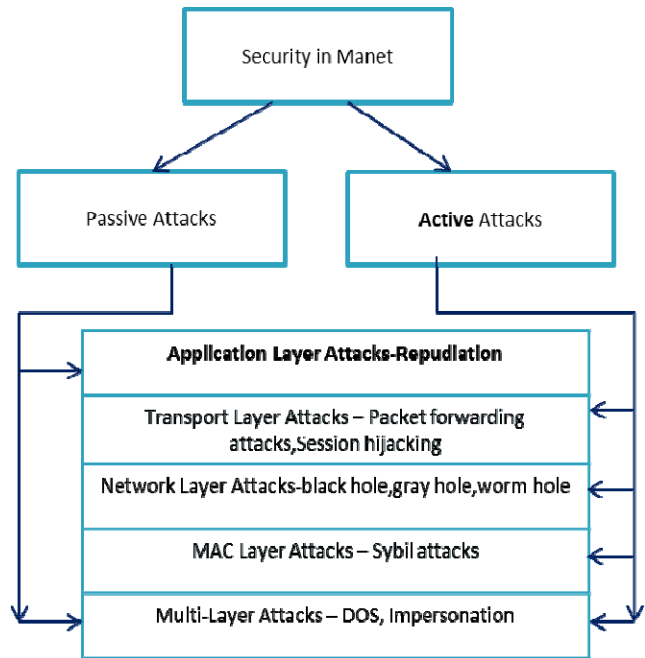 Security in Manet
Passive Attacks
Active Attacks
Application Layer Attacks-Repudiation
Transport Layer Attacks – Packet forwarding
attacks,Session hijacking
Network Layer Attacks-black hole,gray hole,worm hole
MAC Layer Attacks – Sybil attacks
Multi-Layer Attacks – DOS, Impersonation